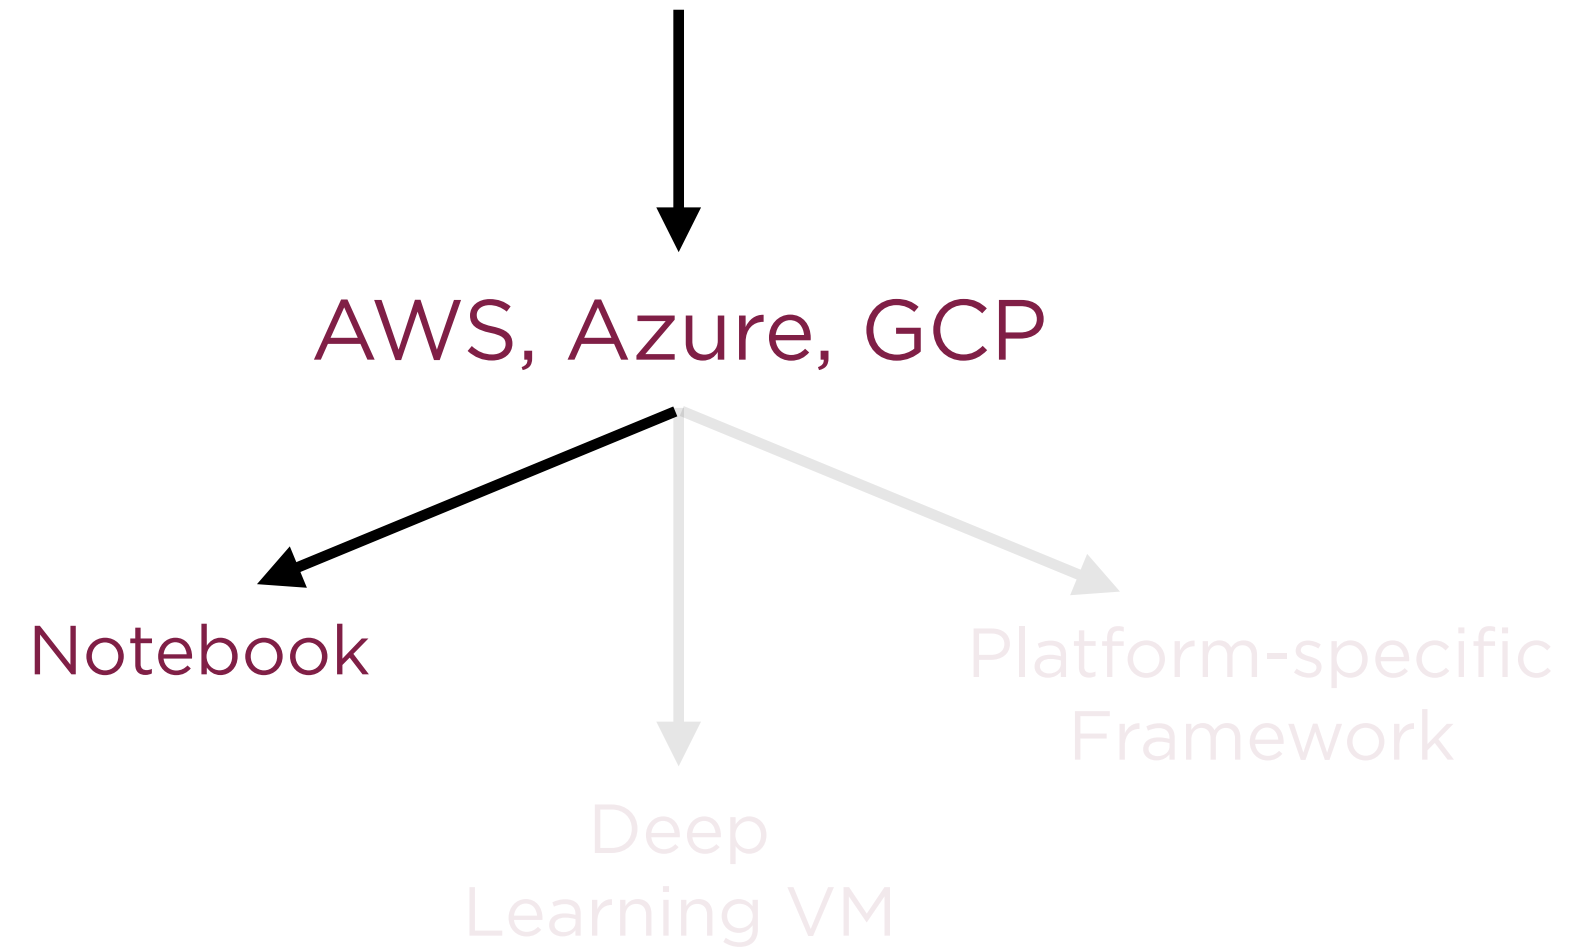 AWS, Azure, GCP
Notebook
Platform-specific
Framework
Deep
Learning VM